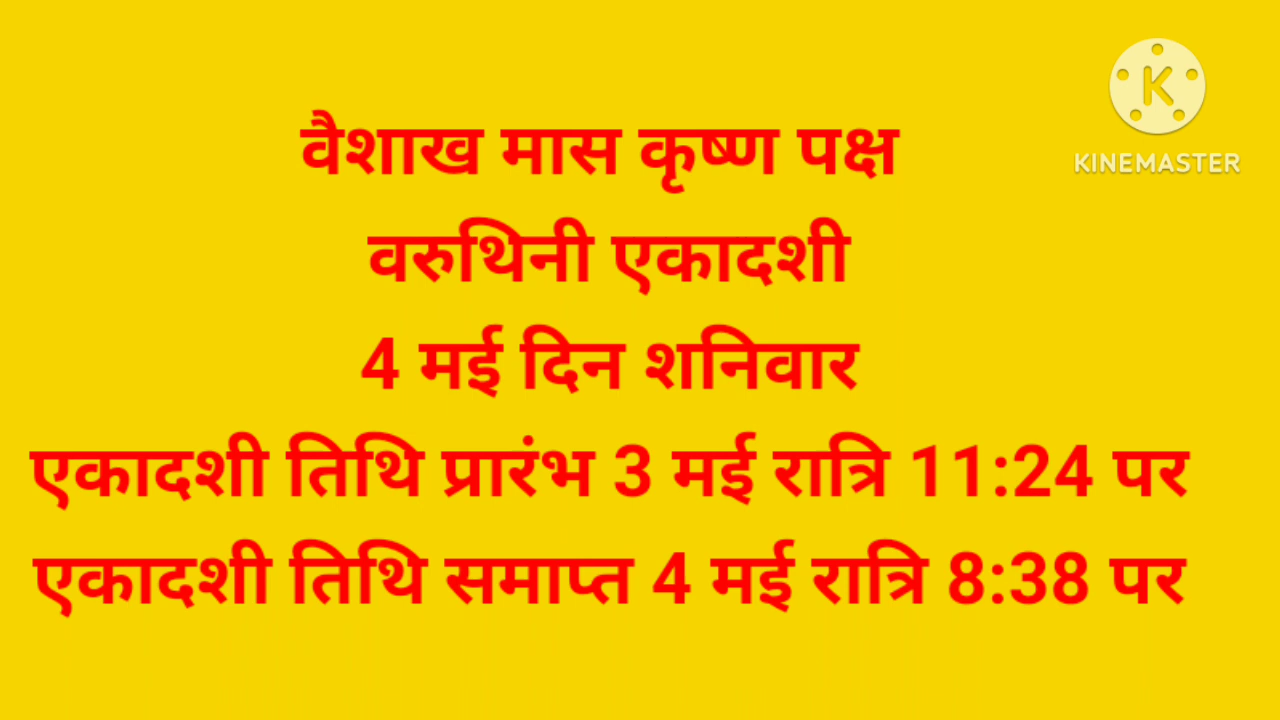 वैशाख मास कृष्ण पक्ष
वरुथिनी एकादशी
4 मई दिन शनिवार
एकादशी तिथि प्रारंभ 3 मई रात्रि 11:24 पर
एकादशी तिथि समाप्त 4 मई रात्रि 8:38 पर
K
KINEMASTER